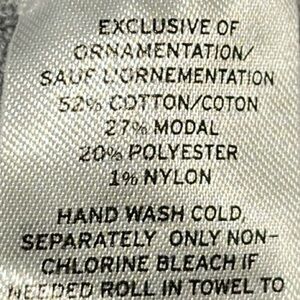 EXCLUSIVE OF
ORNAMENTATION/
SAUF L'ORNEMENTATION
52% COTTON/COTON
27% MODAL
20% POLYESTER
1% NYLON
HAND WASH COLD,
SEPARATELY ONLY NON-
CHLORINE BLEACH IF
NEEDED ROLL IN TOWEL TO